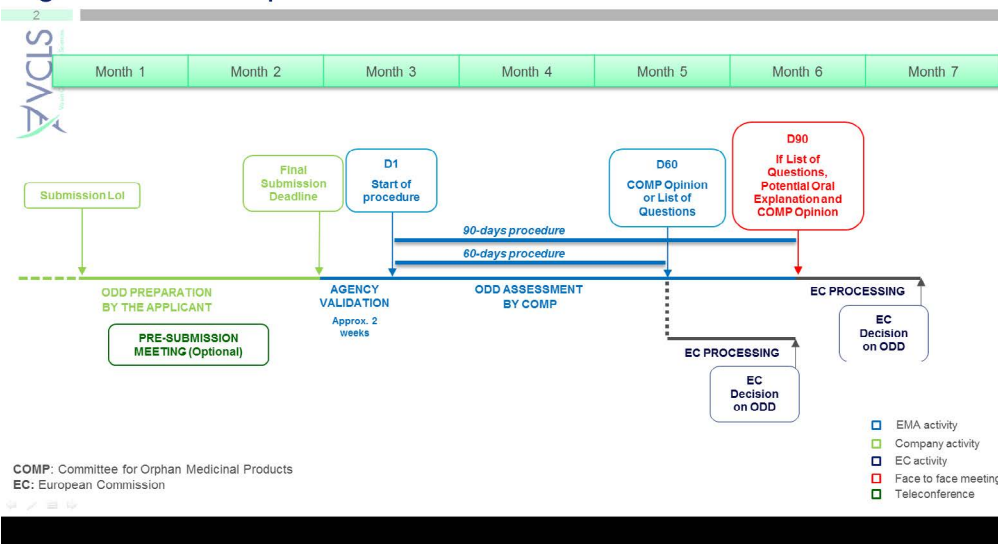 2
VCLS
Month 1
Month 2
Month 3
Month 4
Month 5
Month 6
Month 7
Submission LoI
Final
Submission
Deadline
D1
Start of
procedure
D60
COMP Opinion
or List of
Questions
D90
If List of
Questions,
Potential Oral
Explanation and
COMP Opinion
90-days procedure
60-days procedure
ODD PREPARATION
BY THE APPLICANT
PRE-SUBMISSION
MEETING (Optional)
AGENCY
VALIDATION
Approx. 2
weeks
ODD ASSESSMENT
BY COMP
EC PROCESSING
EC
Decision
on ODD
EC PROCESSING
EC
Decision
on ODD
EMA activity
Company activity
EC activity
Face to face meeting
Teleconference
COMP: Committee for Orphan Medicinal Products
EC: European Commission